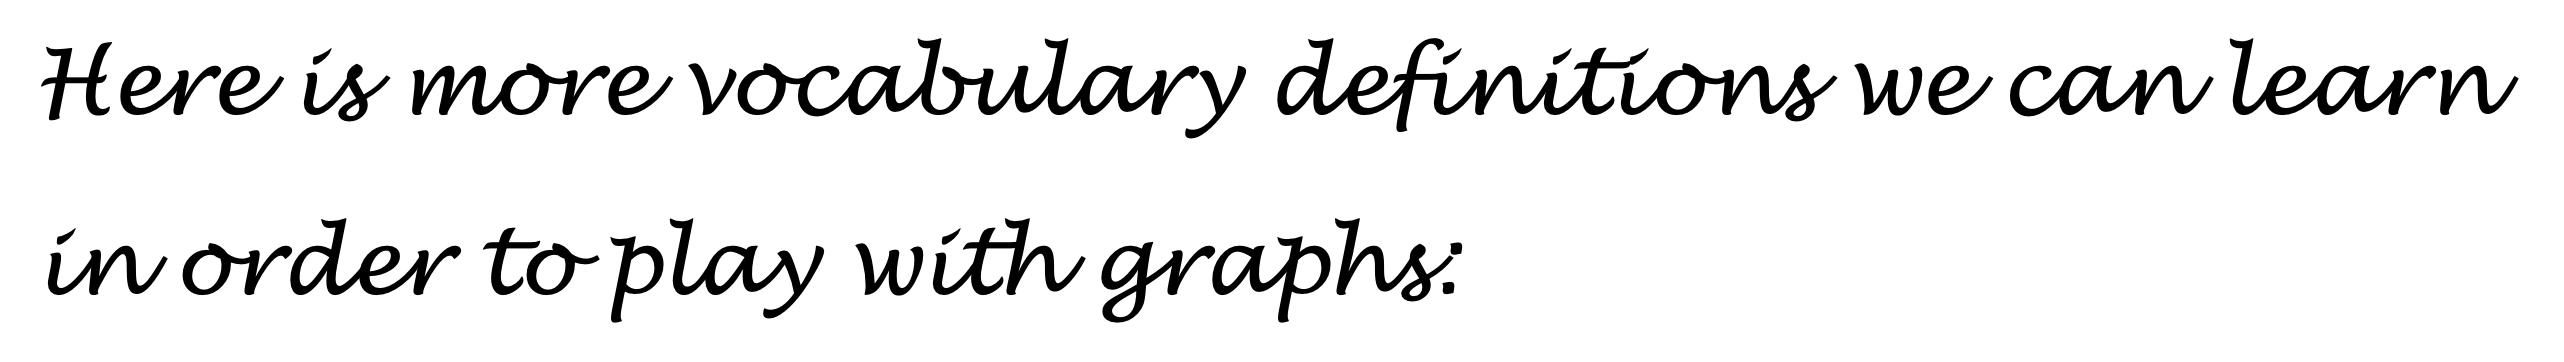 Here is more vocabulary definitions we can learn
in order to play with graphs: